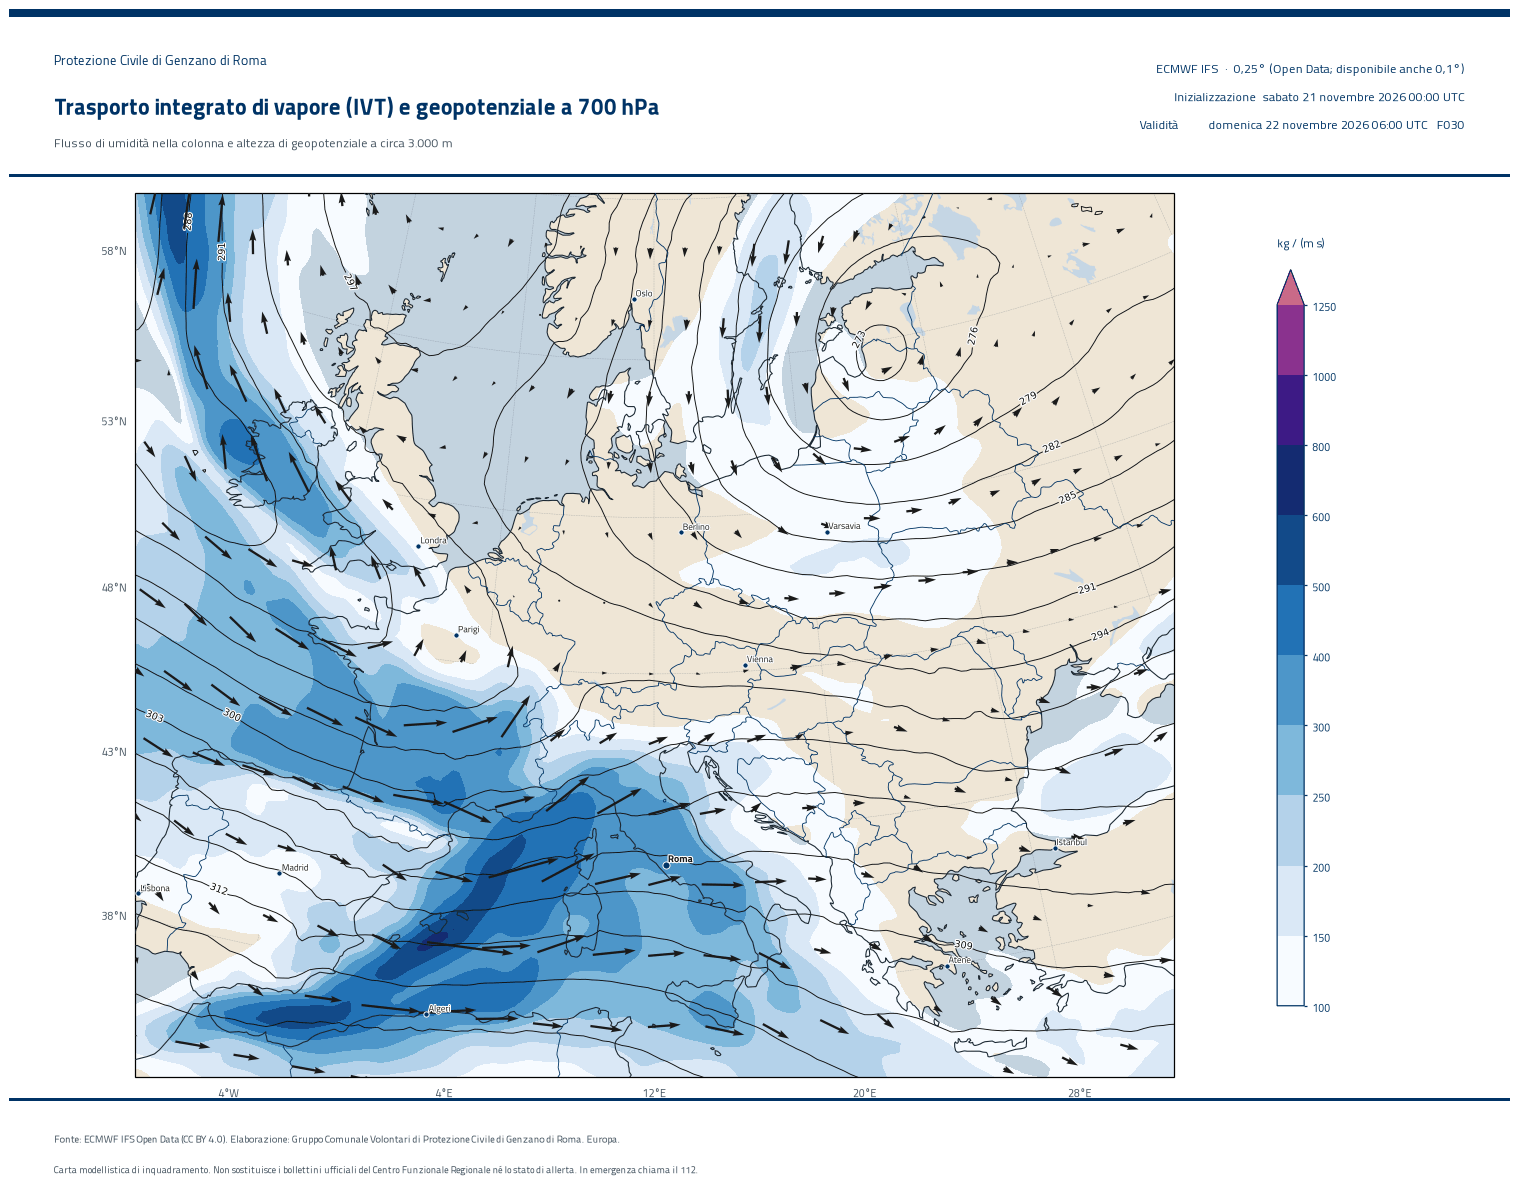 Protezione Civile di Genzano di Roma
Trasporto integrato di vapore (IVT) e geopotenziale a 700 hPa
Flusso di umidità nella colonna e altezza di geopotenziale a circa 3.000 m
ECMWF IFS · 0,25° (Open Data; disponibile anche 0,1°)
Inizializzazione sabato 21 novembre 2026 00:00 UTC
Validità domenica 22 novembre 2026 06:00 UTC F030
58°N
53°N
48°N
43°N
38°N
4°W
4°E
12°E
20°E
28°E
291
297
Oslo
273
276
279
282
285
Londra
Berlino
Varsavia
291
294
Parigi
Vienna
303
300
Madrid
Lisbona
312
Roma
Istanbul
309
Atene
Algeri
kg / (m s)
1250
1000
800
600
500
400
300
250
200
150
100
Fonte: ECMWF IFS Open Data (CC BY 4.0). Elaborazione: Gruppo Comunale Volontari di Protezione Civile di Genzano di Roma. Europa.
Carta modellistica di inquadramento. Non sostituisce i bollettini ufficiali del Centro Funzionale Regionale né lo stato di allerta. In emergenza chiama il 112.